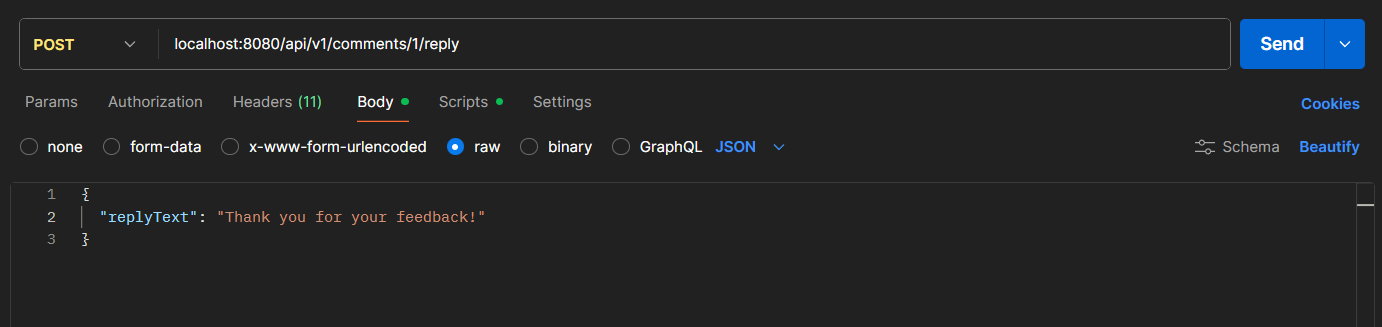 POST localhost:8080/api/v1/comments/1/reply Send
Params Authorization Headers (11) Body Scripts Settings Cookies
none form-data x-www-form-urlencoded raw binary GraphQL JSON Schema Beautify
1 {
2 "replyText": "Thank you for your feedback!"
3 }